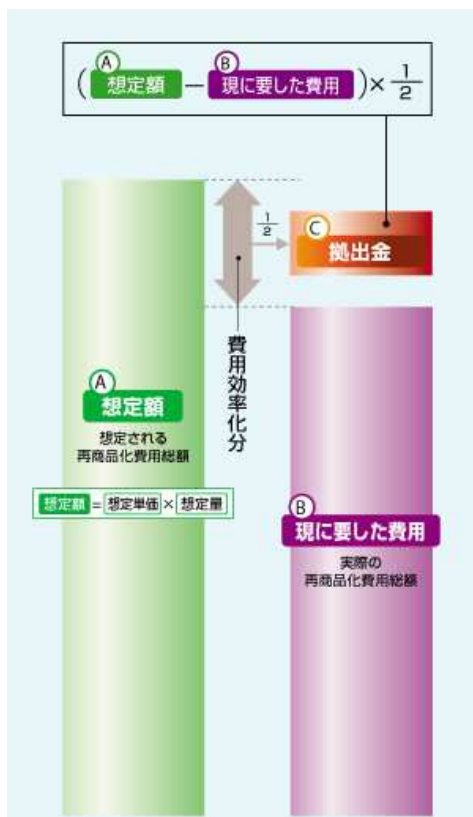 (Ⓐ想定額―Ⓑ現に要した費用)×1/2
1/2
Ⓒ
拠出金
費用効率化分
Ⓐ
想定額
想定される
再商品化費用総額
想定額=想定単価×想定量
Ⓑ
現に要した費用
実際の
再商品化費用総額